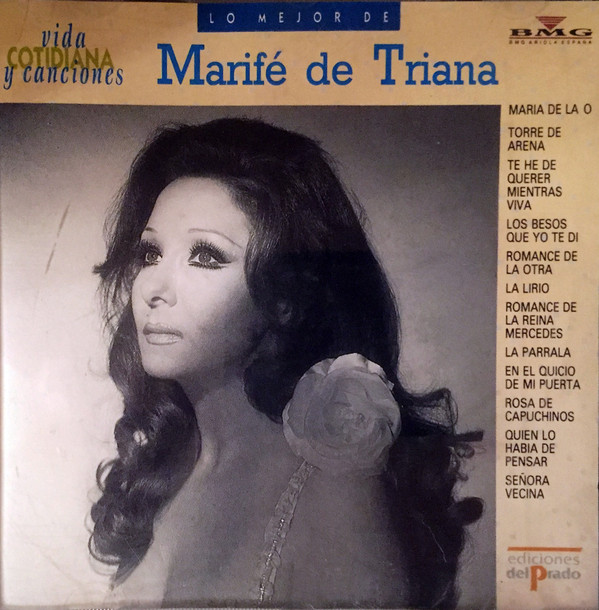 LO MEJOR DE
vida
COTIDIANA
y canciones
Marifé de Triana
BMG
BMG ARIOLA ESPAÑA
MARIA DE LA O
TORRE DE
ARENA
TE HE DE
QUERER
MIENTRAS
VIVA
LOS BESOS
QUE YO TE DI
ROMANCE DE
LA OTRA
LA LIRIO
ROMANCE DE
LA REINA
MERCEDES
LA PARRALA
EN EL QUICIO
DE MI PUERTA
ROSA DE
CAPUCHINOS
QUIEN LO
HABIA DE
PENSAR
SEÑORA
VECINA
ediciones
del Prado